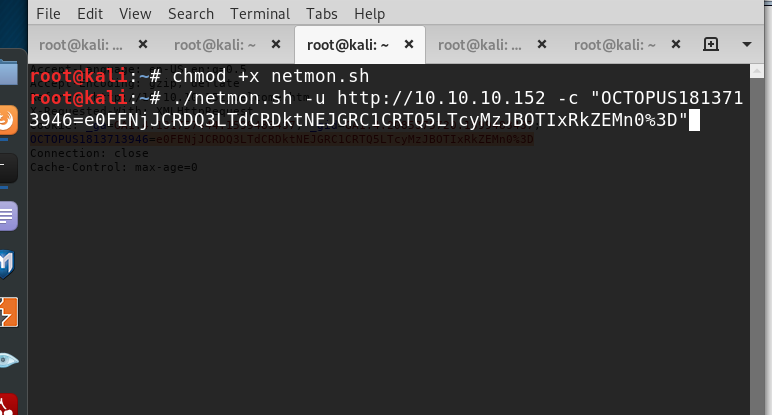 File Edit View Search Terminal Tabs Help
root@kali: ... × root@kali: ~ × root@kali: ~ × root@kali: ... × root@kali: ~ ×
root@kali:~# chmod +x netmon.sh
root@kali:~# ./netmon.sh -u http://10.10.10.152 -c "OCTOPUS181371
3946=e0FENjJCRDQ3LTdCRDktNEJGRC1CRTQ5LTcyMzJBOTIxRkZEMn0%3D"
OCTOPUS1813713946=e0FENjJCRDQ3LTdCRDktNEJGRC1CRTQ5LTcyMzJBOTIxRkZEMn0%3D
Connection: close
Cache-Control: max-age=0